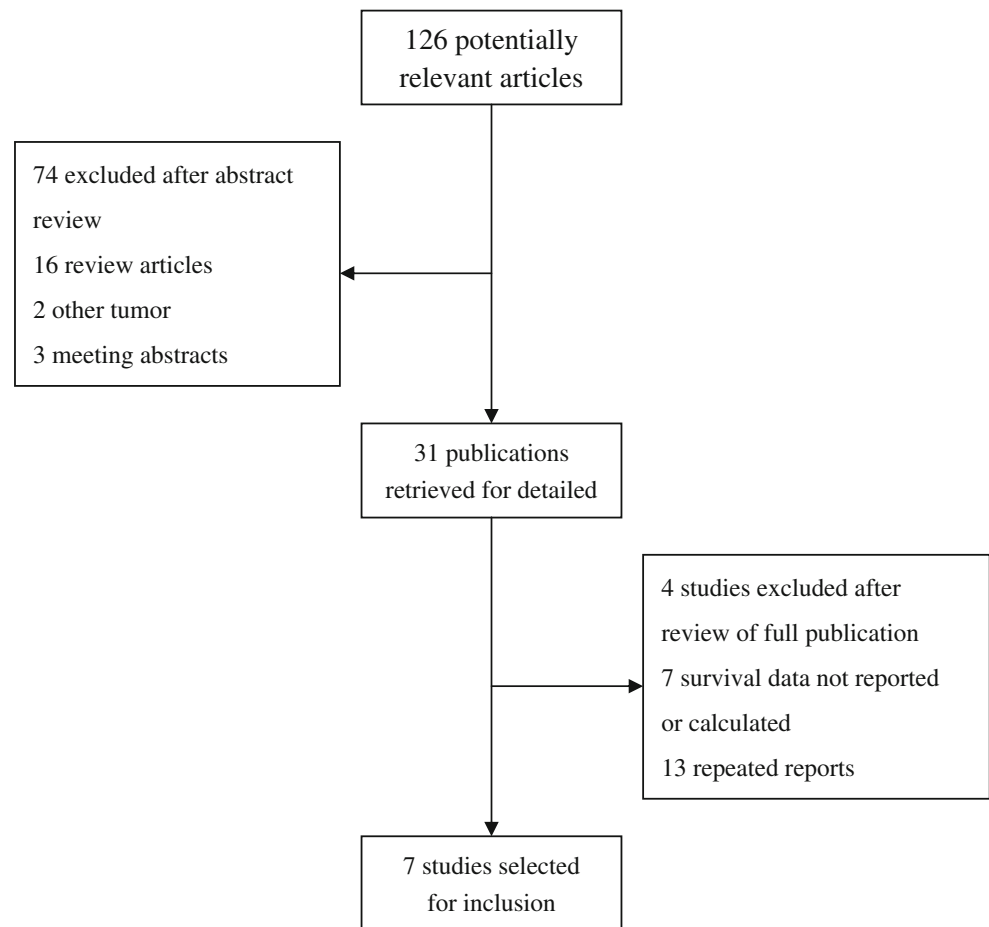 126 potentially
relevant articles
74 excluded after abstract
review
16 review articles
2 other tumor
3 meeting abstracts
31 publications
retrieved for detailed
4 studies excluded after
review of full publication
7 survival data not reported
or calculated
13 repeated reports
7 studies selected
for inclusion